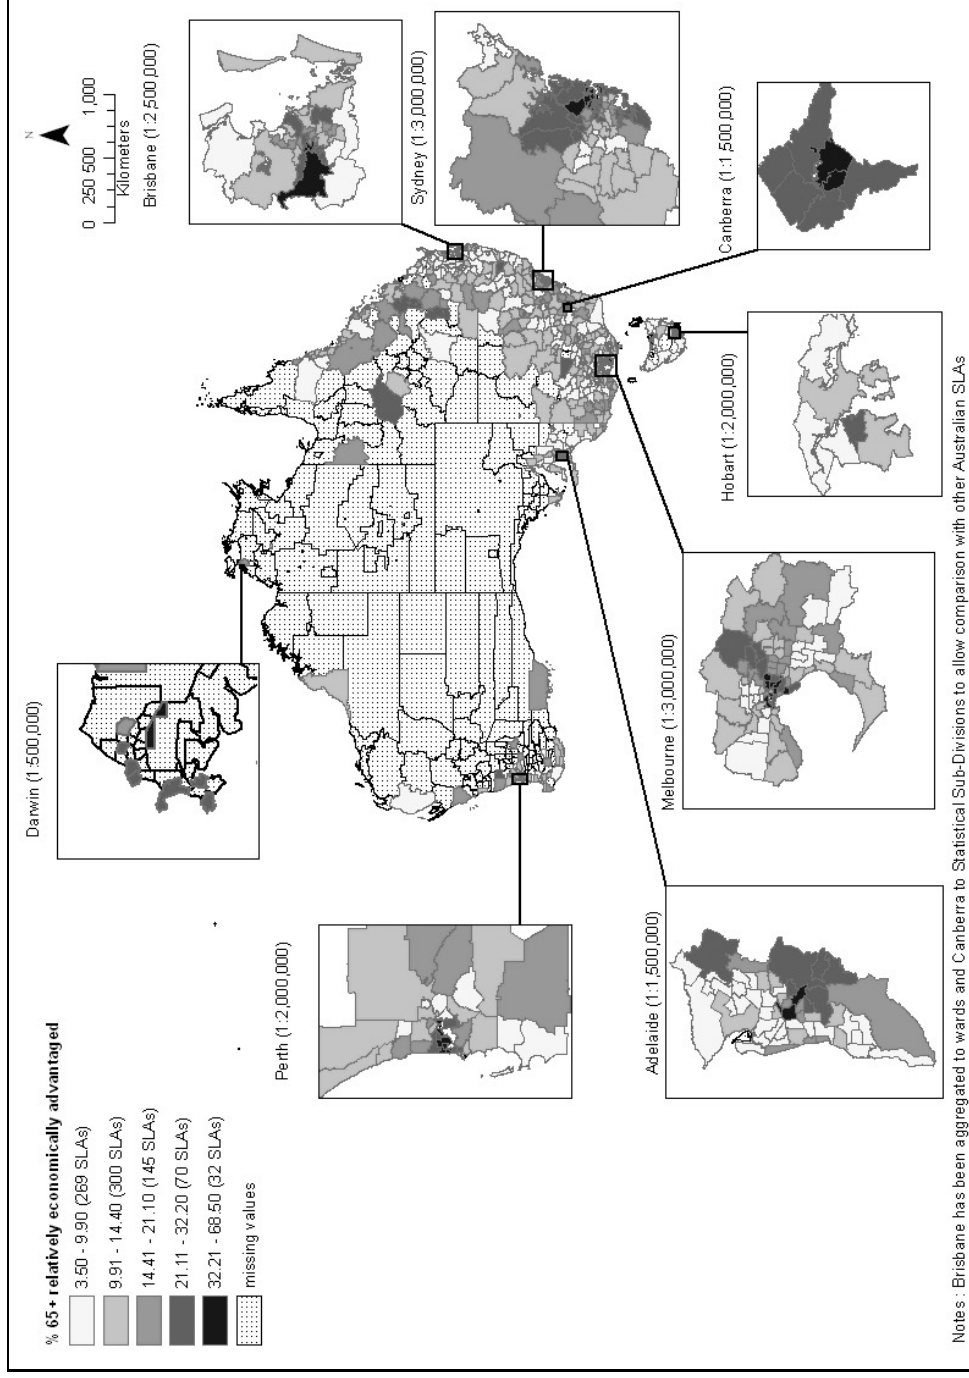 % 65+ relatively economically advantaged
3.50 - 9.90 (269 SLAs)
9.91 - 14.40 (300 SLAs)
14.41 - 21.10 (145 SLAs)
21.11 - 32.20 (70 SLAs)
32.21 - 68.50 (32 SLAs)
missing values
Darwin (1:500,000)
N
0 250 500 1,000
Kilometers
Brisbane (1:2,500,000)
Perth (1:2,000,000)
Sydney (1:3,000,000)
Adelaide (1:1,500,000)
Melbourne (1:3,000,000)
Hobart (1:2,000,000)
Canberra (1:1,500,000)
Notes : Brisbane has been aggregated to wards and Canberra to Statistical Sub-Divisions to allow comparison with other Australian SLAs